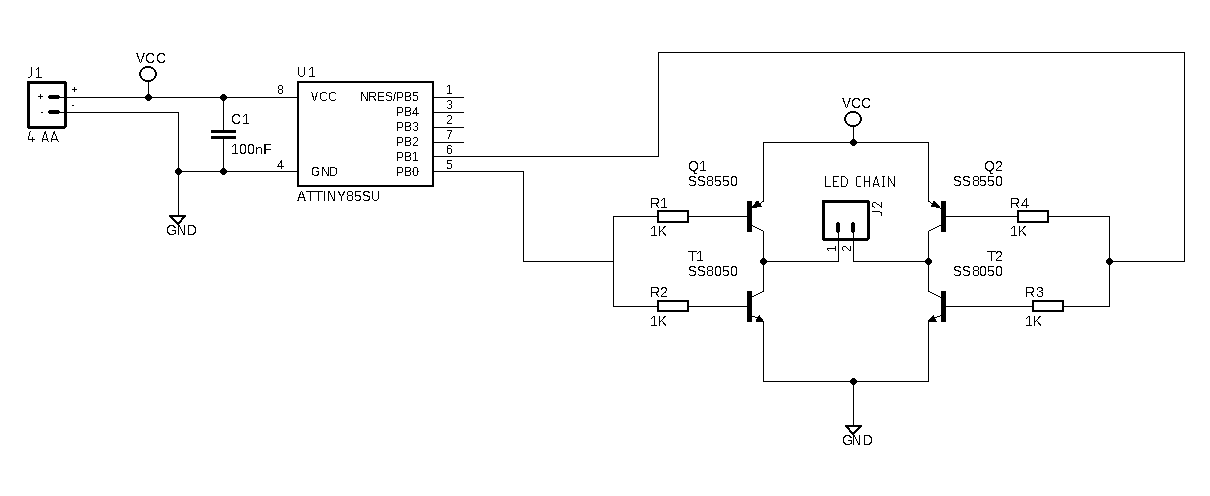 VCC
J1
+
+
-
-
4 AA
C1
100nF
U1
8
VCC
NRES/PB5
1
PB4
3
PB3
2
PB2
7
PB1
6
4
GND
PB0
5
ATTINY85SU
GND
VCC
Q1
SS8550
LED CHAIN
J2
1
2
Q2
SS8550
R1
1K
R4
1K
T1
SS8050
T2
SS8050
R2
1K
R3
1K
GND